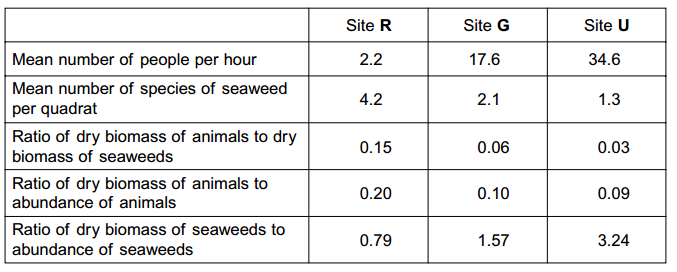 Site R Site G Site U
Mean number of people per hour 2.2 17.6 34.6
Mean number of species of seaweed
per quadrat 4.2 2.1 1.3
Ratio of dry biomass of animals to dry
biomass of seaweeds 0.15 0.06 0.03
Ratio of dry biomass of animals to
abundance of animals 0.20 0.10 0.09
Ratio of dry biomass of seaweeds to
abundance of seaweeds 0.79 1.57 3.24